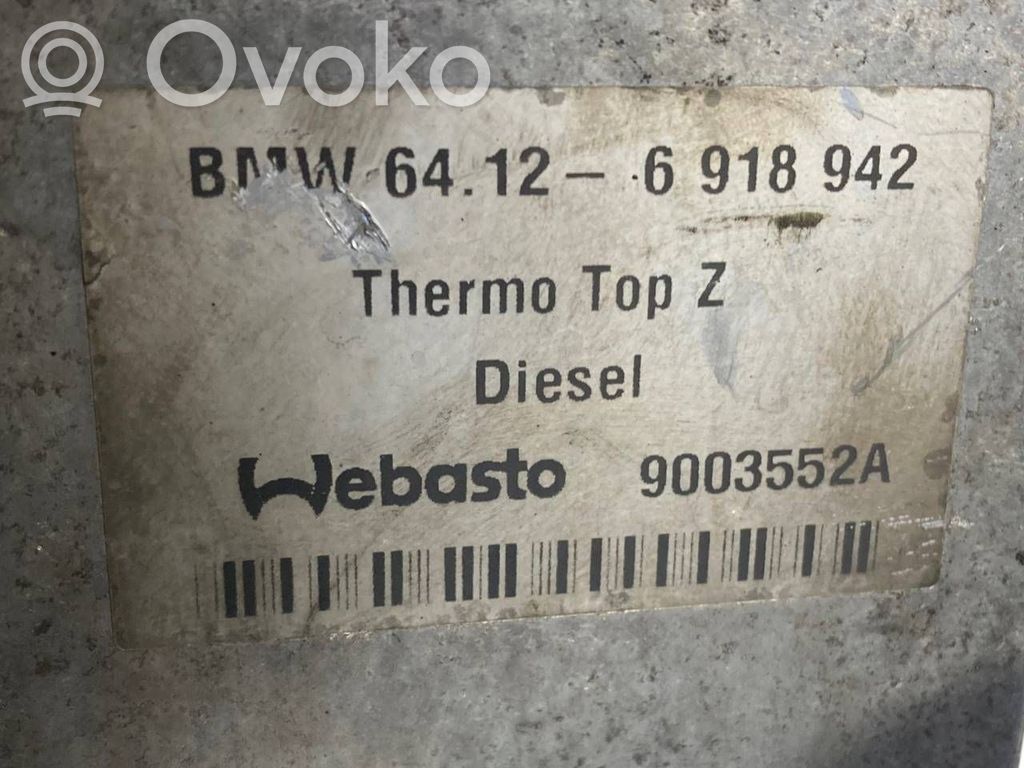 Ovoko
BMW 64.12- 6 918 942
Thermo Top Z
Diesel
Webasto 9003552A